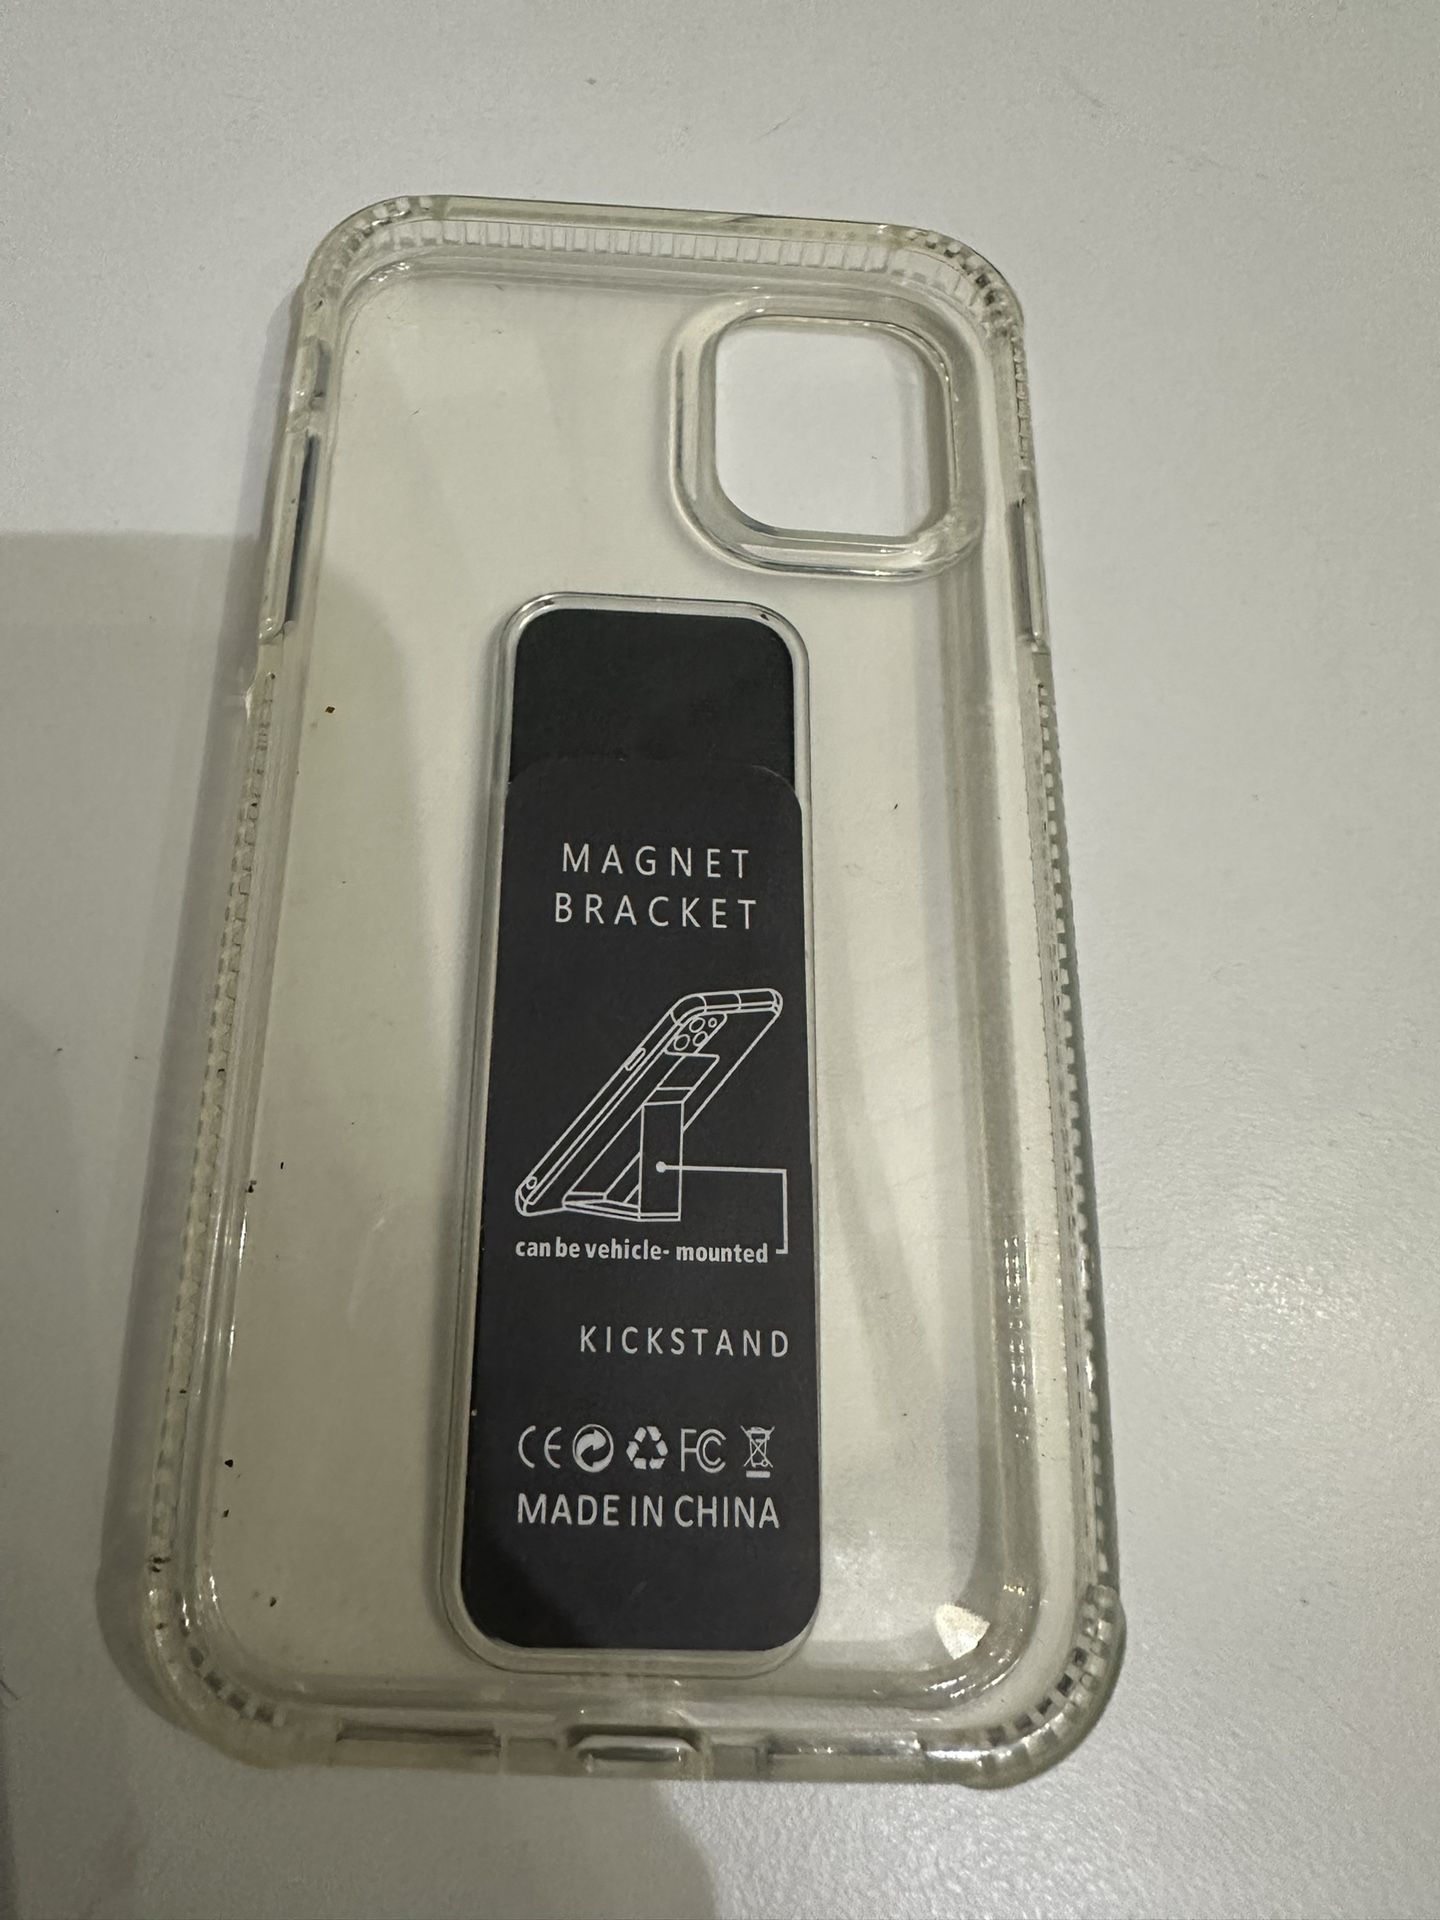 MAGNET
BRACKET
can be vehicle- mounted
KICKSTAND
CE FC
MADE IN CHINA